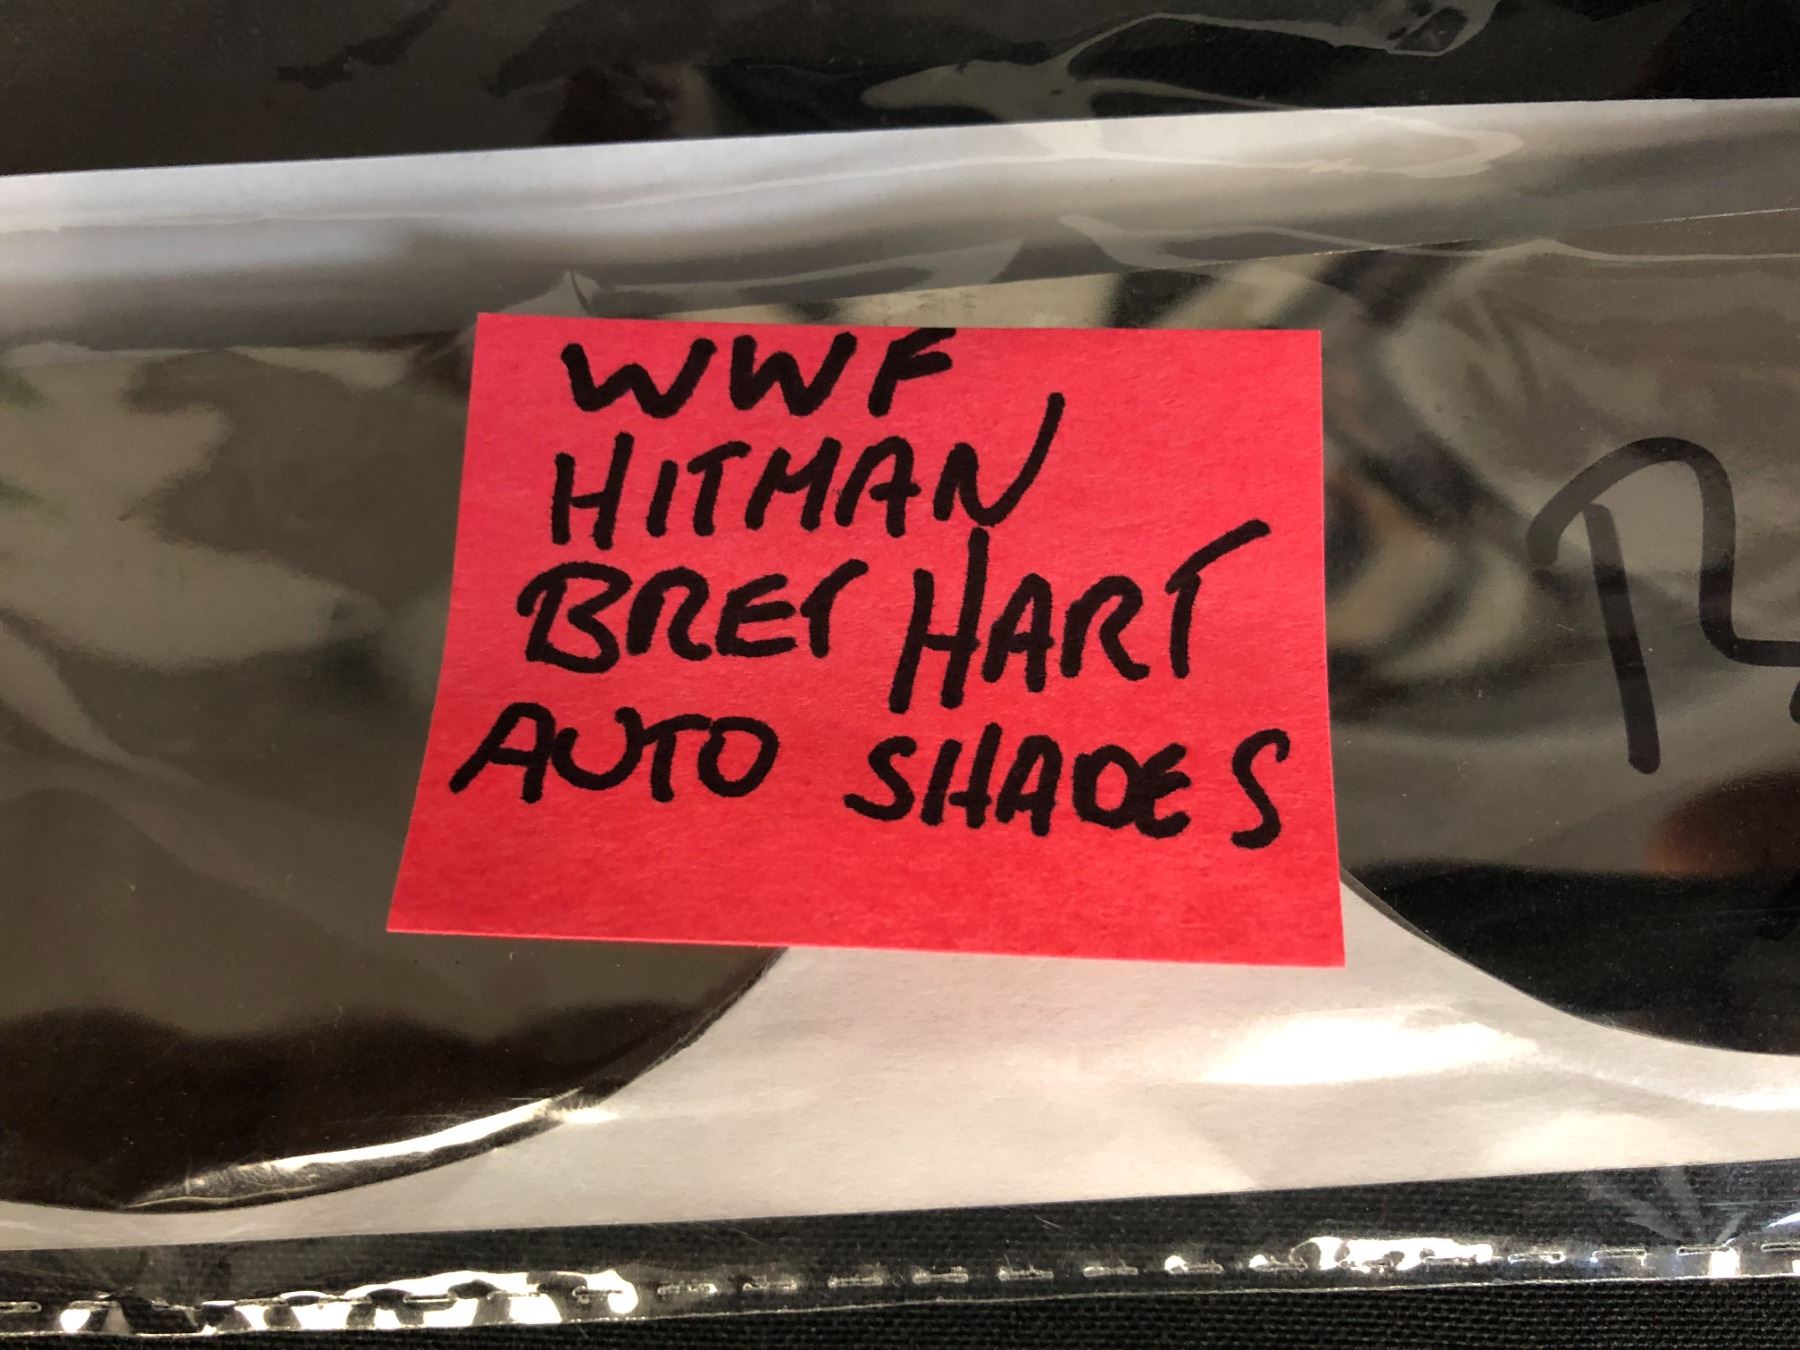 WWF
HITMAN
BRET HART
AUTO SHADES